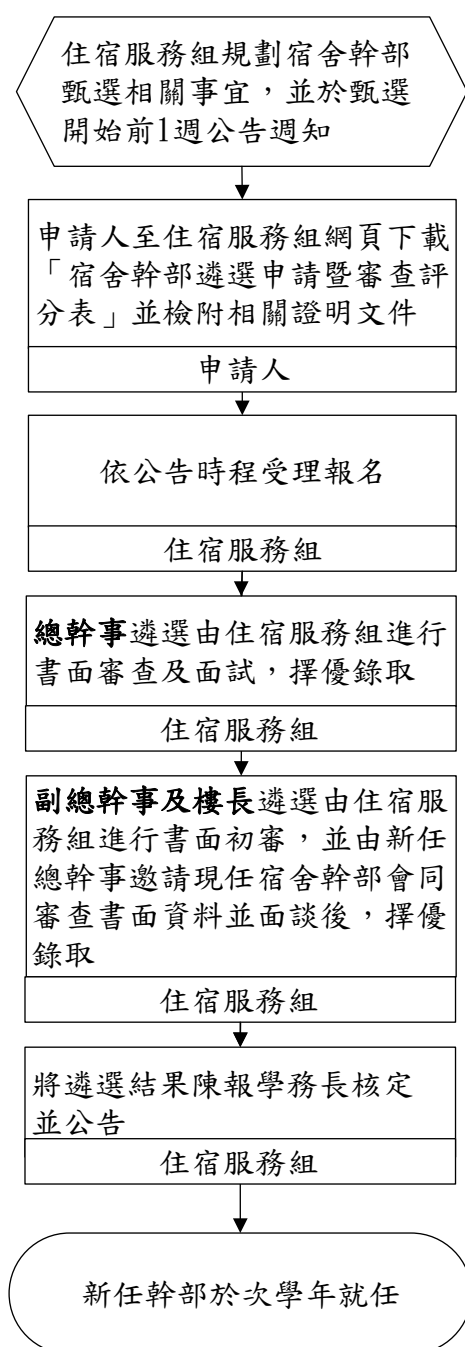 住宿服務組規劃宿舍幹部
甄選相關事宜，並於甄選
開始前1週公告週知
申請人至住宿服務組網頁下載
「宿舍幹部遴選申請暨審查評
分表」並檢附相關證明文件
申請人
依公告時程受理報名
住宿服務組
總幹事遴選由住宿服務組進行
書面審查及面試，擇優錄取
住宿服務組
副總幹事及樓長遴選由住宿服
務組進行書面初審，並由新任
總幹事邀請現任宿舍幹部會同
審查書面資料並面談後，擇優
錄取
住宿服務組
將遴選結果陳報學務長核定
並公告
住宿服務組
新任幹部於次學年就任